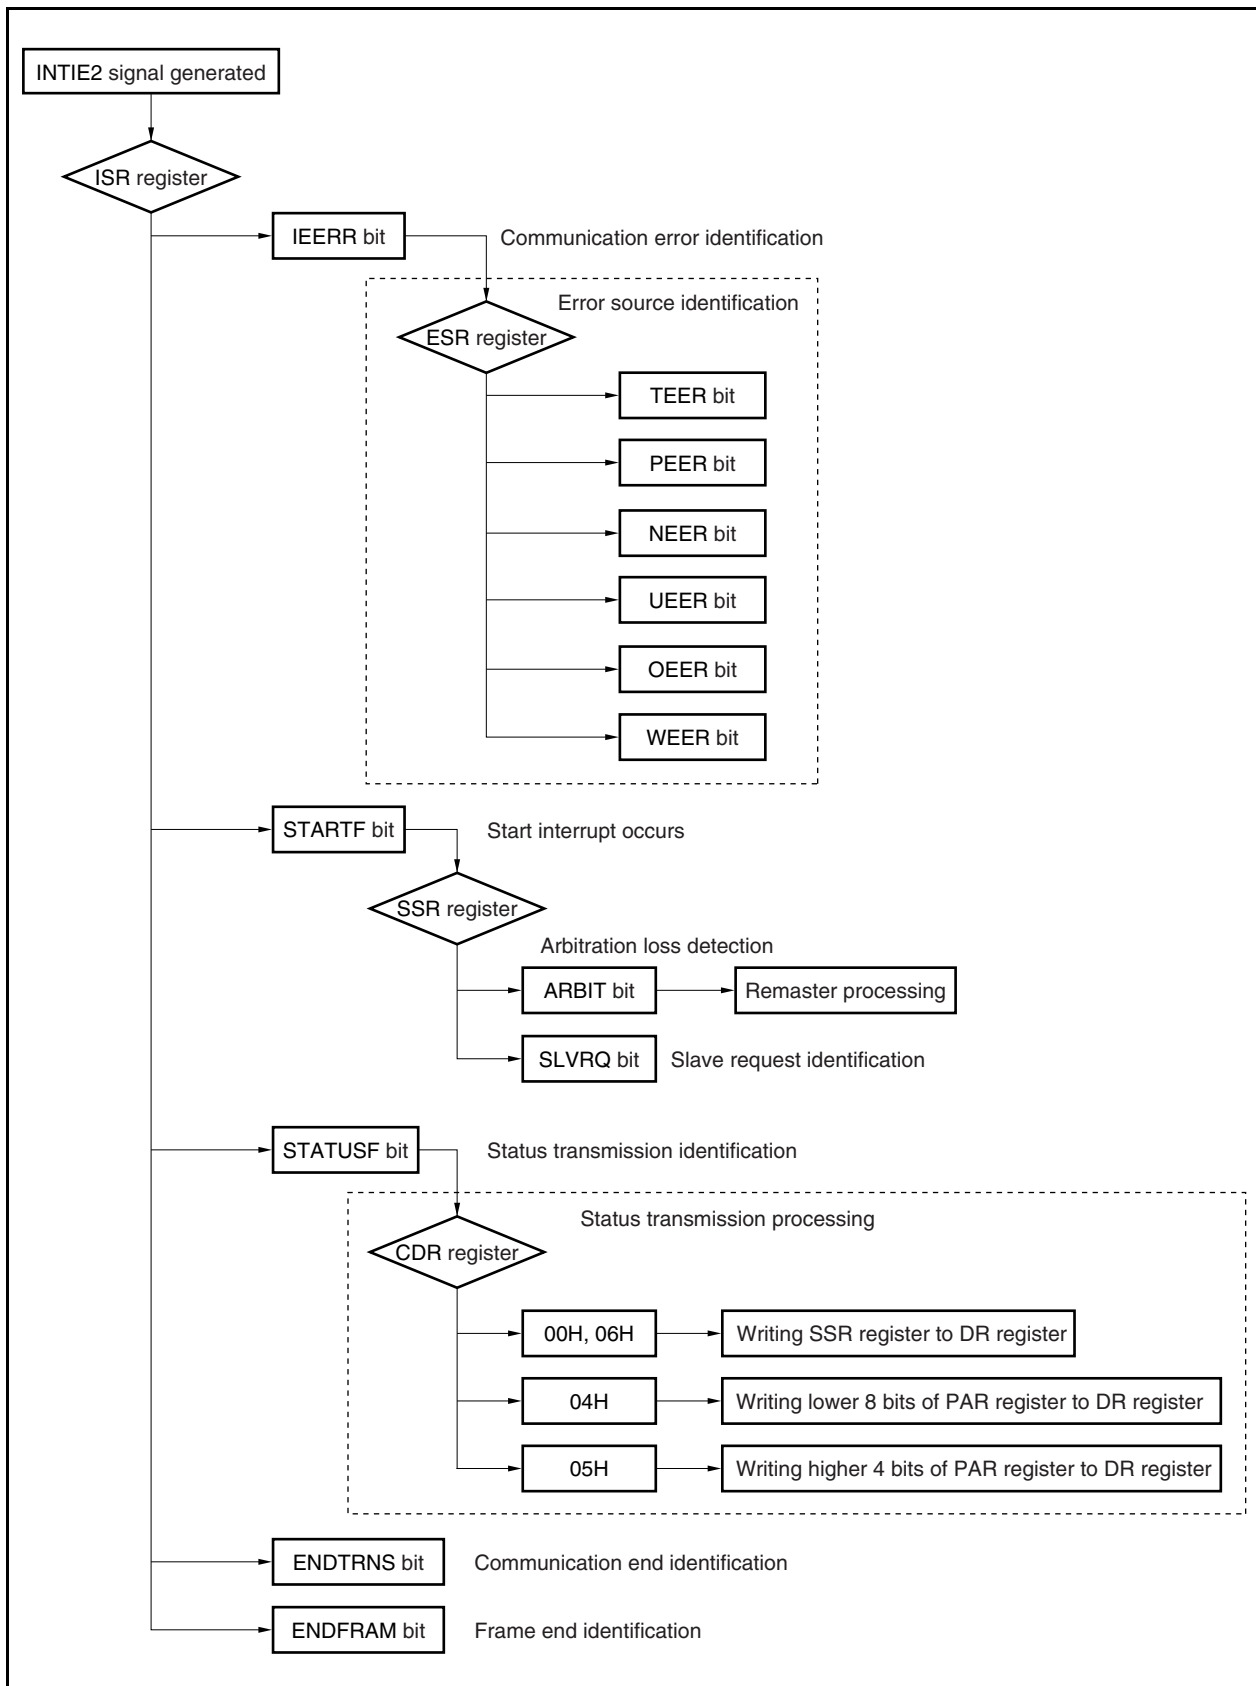 INTIE2 signal generated
ISR register
IEERR bit
Communication error identification
Error source identification
ESR register
TEER bit
PEER bit
NEER bit
UEER bit
OEER bit
WEER bit
STARTF bit
Start interrupt occurs
SSR register
Arbitration loss detection
ARBIT bit
Remaster processing
SLVRQ bit
Slave request identification
STATUSF bit
Status transmission identification
Status transmission processing
CDR register
00H, 06H
Writing SSR register to DR register
04H
Writing lower 8 bits of PAR register to DR register
05H
Writing higher 4 bits of PAR register to DR register
ENDTRNS bit
Communication end identification
ENDFRAM bit
Frame end identification